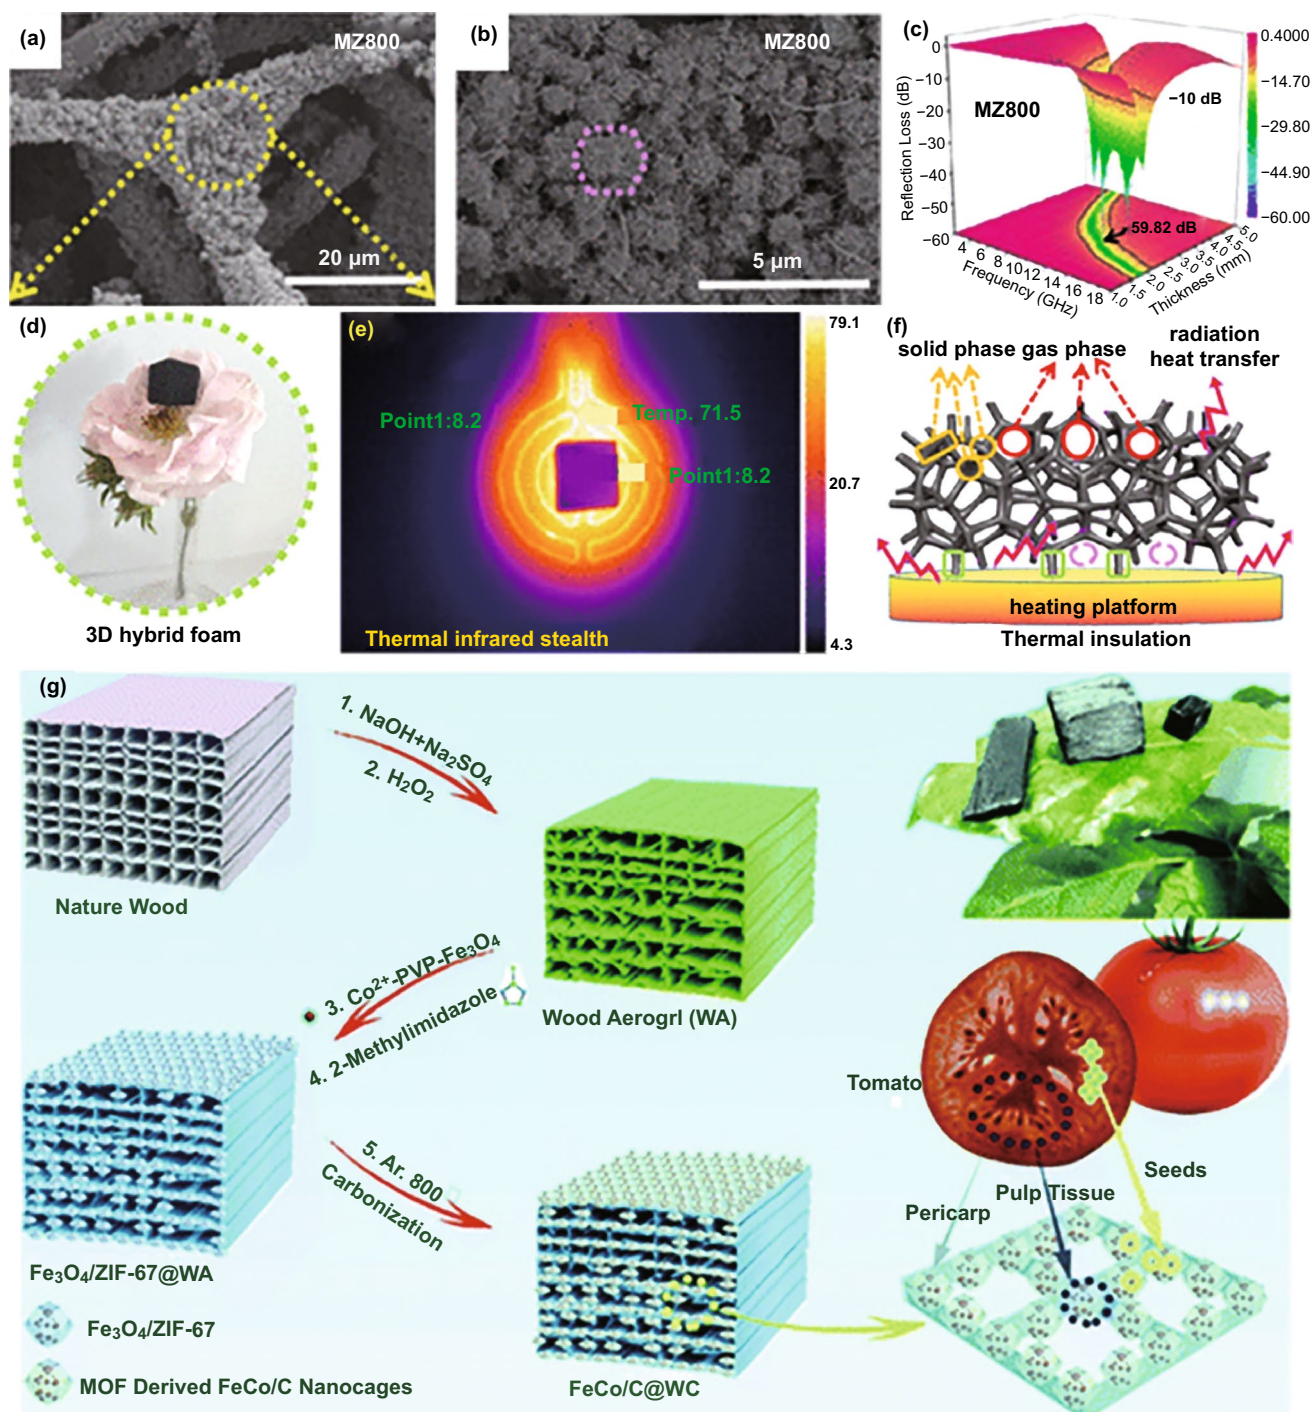 (a)
MZ800
20 μm
(b)
MZ800
5 μm
(c)
Reflection Loss (dB)
0
−10
−20
−30
−40
−50
−60
MZ800
−10 dB
59.82 dB
4 6 8 10 12 14 16 18
Frequency (GHz)
1.0 1.5 2.0 2.5 3.0 3.5 4.0 4.5 5.0
Thickness (mm)
0.4000
−14.70
−29.80
−44.90
−60.00
(d)
3D hybrid foam
(e)
Point1:8.2
Temp. 71.5
Point1:8.2
Thermal infrared stealth
79.1
20.7
4.3
(f)
solid phase gas phase
radiation
heat transfer
heating platform
Thermal insulation
(g)
Nature Wood
1. NaOH+Na₂SO₄
2. H₂O₂
Wood Aerogrl (WA)
3. Co²⁺-PVP-Fe₃O₄
4. 2-Methylimidazole
Fe₃O₄/ZIF-67@WA
5. Ar. 800
Carbonization
FeCo/C@WC
Fe₃O₄/ZIF-67
MOF Derived FeCo/C Nanocages
Tomato
Seeds
Pulp Tissue
Pericarp